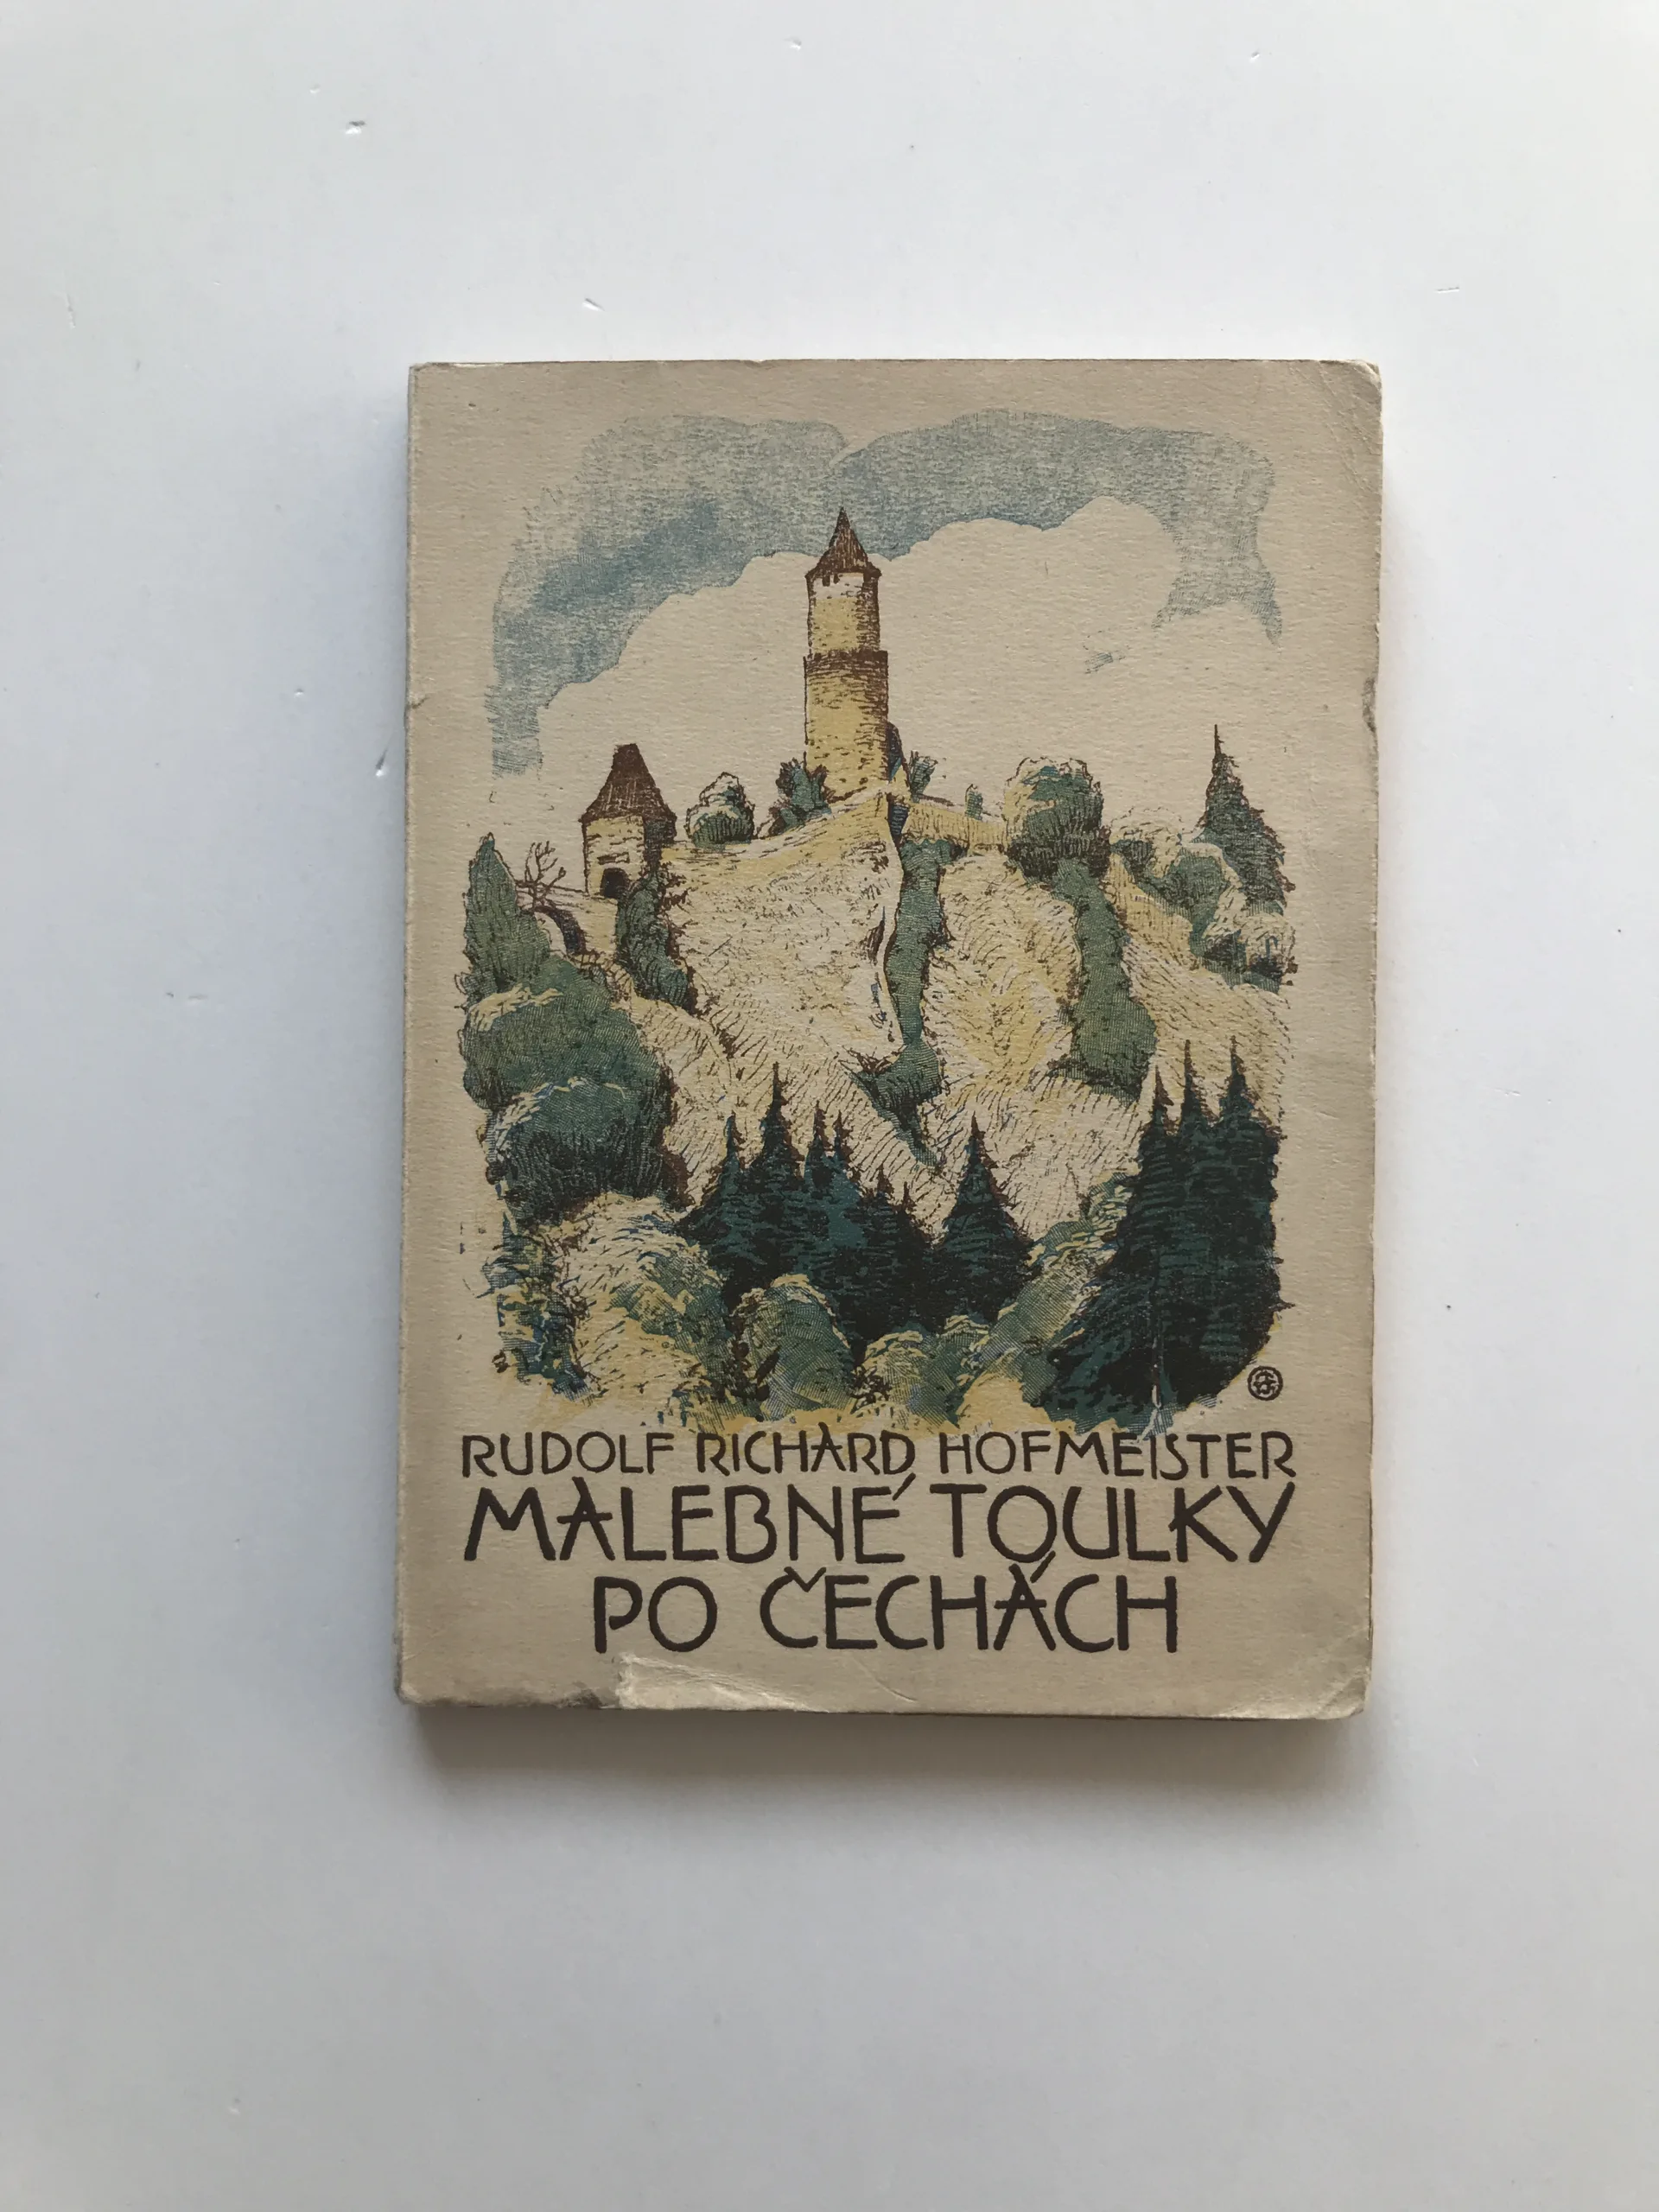 RUDOLF RICHARD HOFMEISTER
MALEBNÉ TOULKY
PO ČECHÁCH